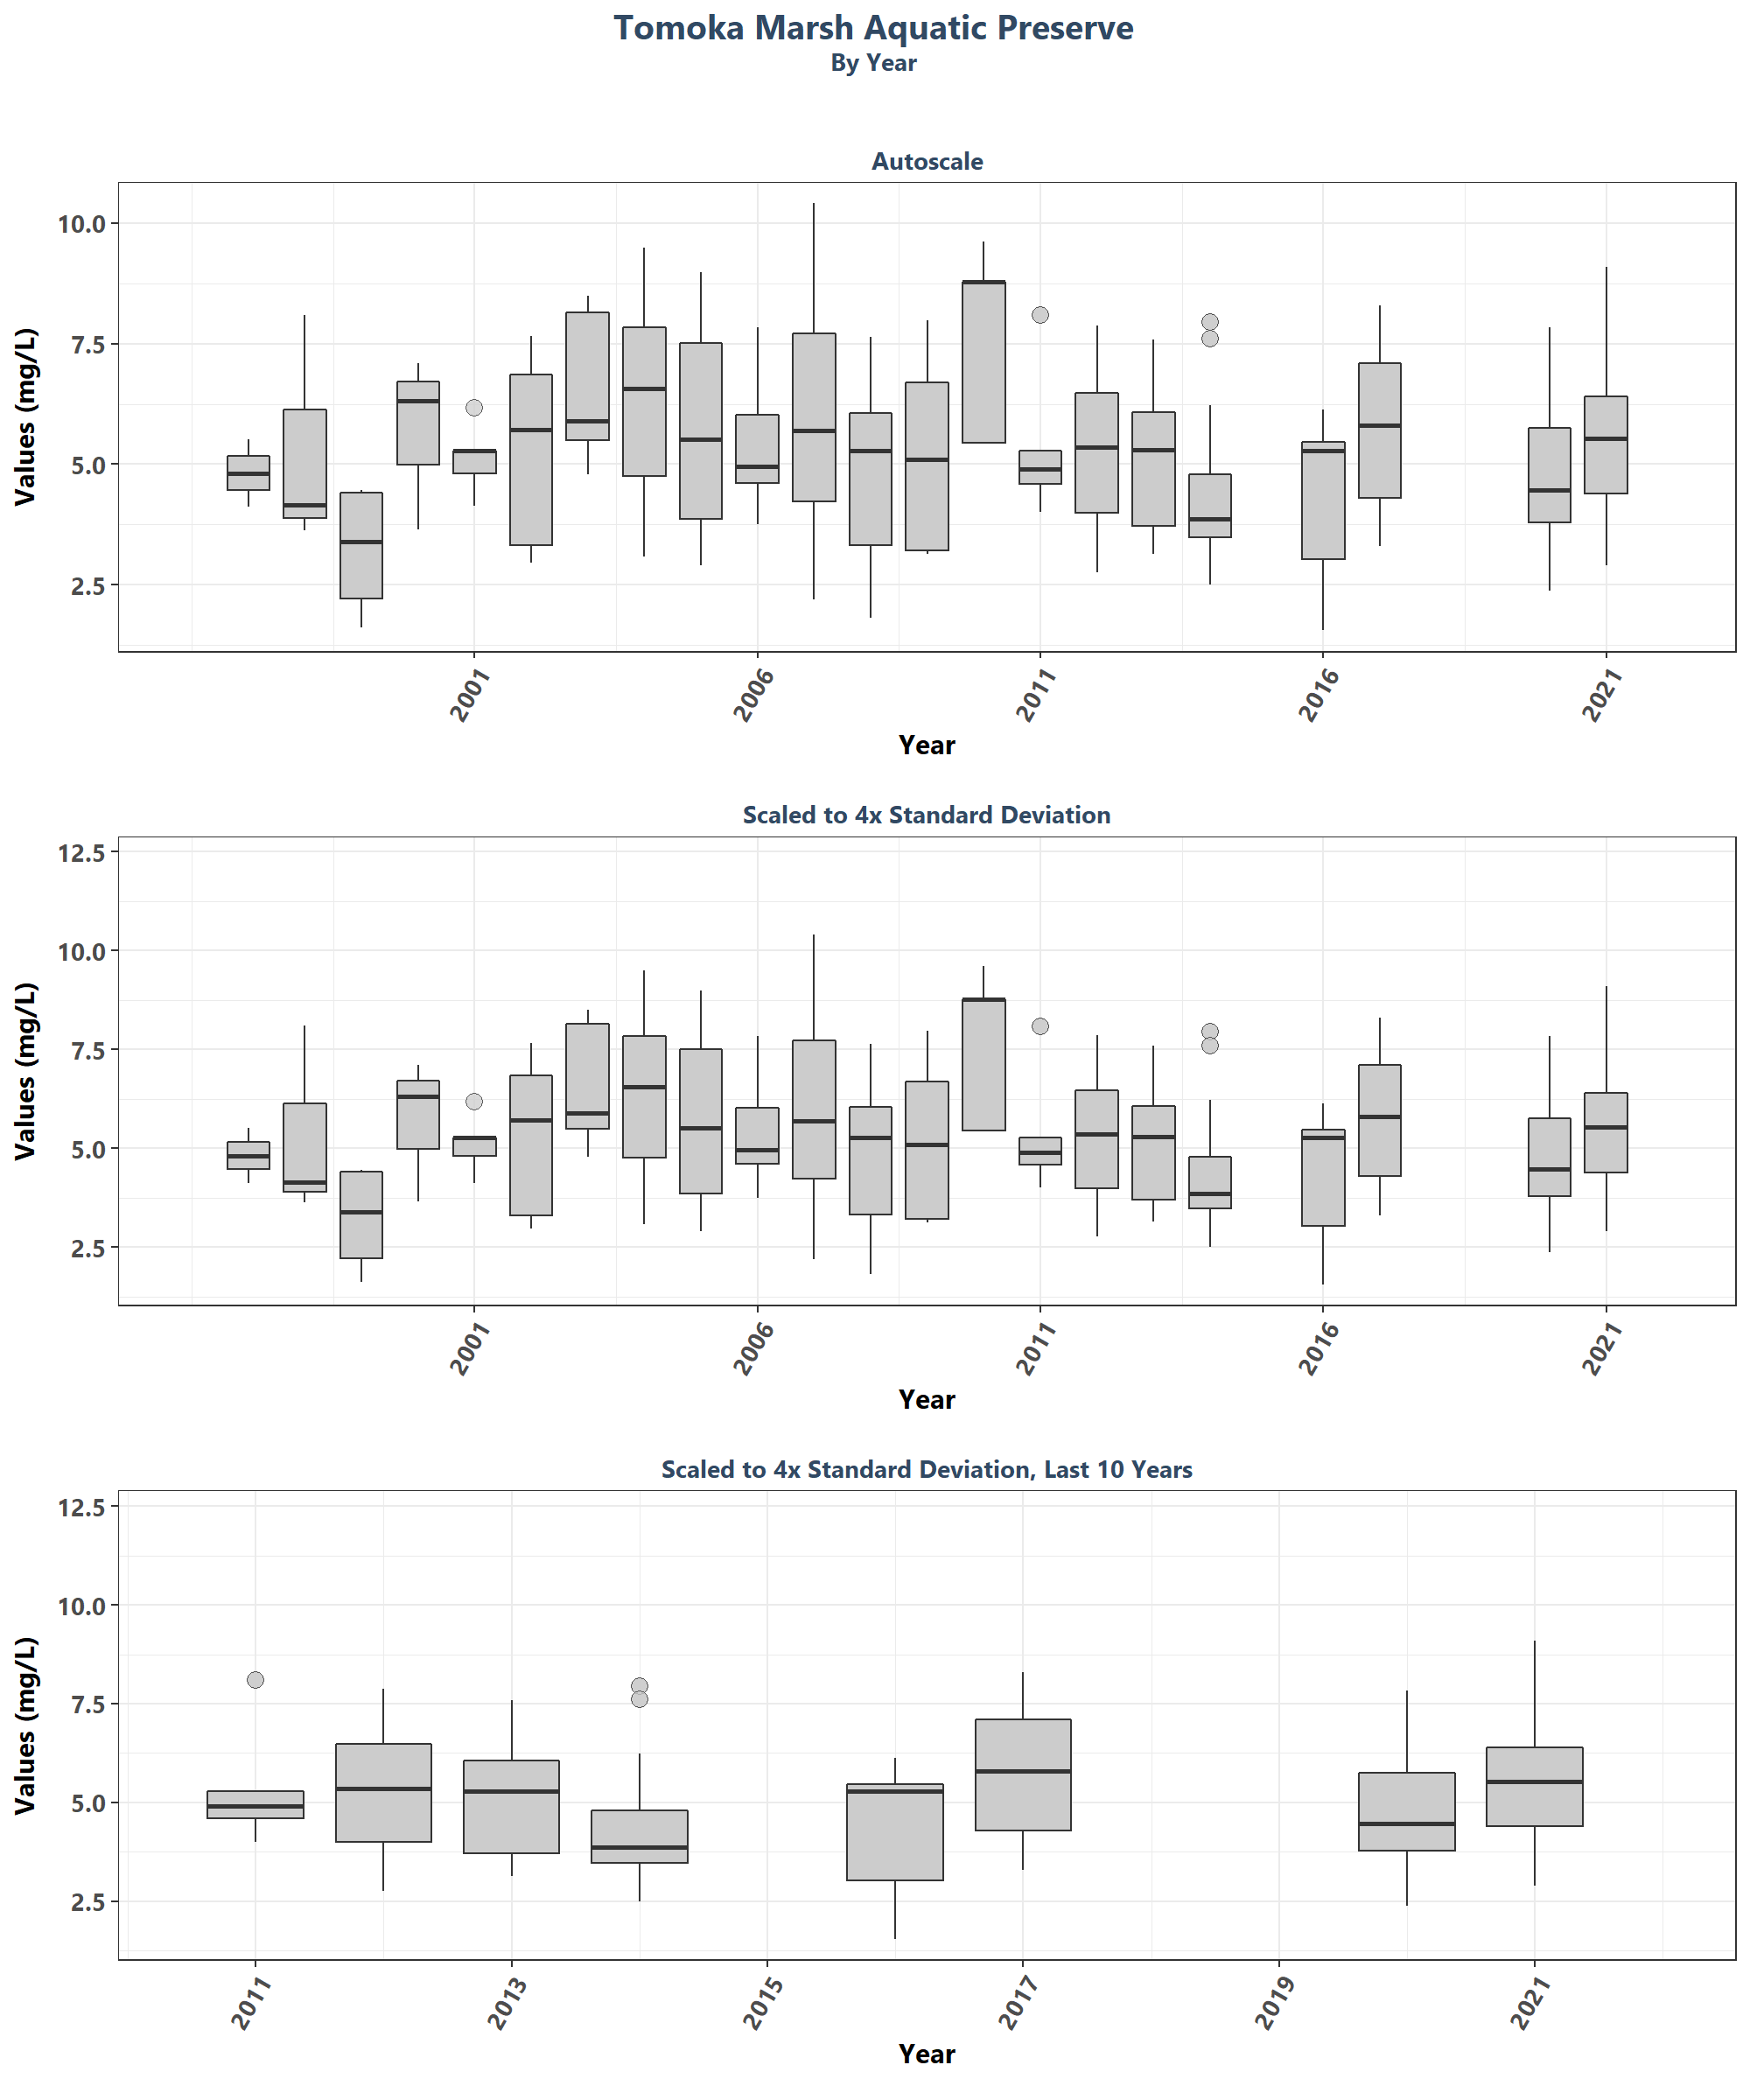 Tomoka Marsh Aquatic Preserve
By Year
Autoscale
Values (mg/L)
10.0
7.5
5.0
2.5
2001
2006
2011
2016
2021
Year
Scaled to 4x Standard Deviation
Values (mg/L)
12.5
10.0
7.5
5.0
2.5
2001
2006
2011
2016
2021
Year
Scaled to 4x Standard Deviation, Last 10 Years
Values (mg/L)
12.5
10.0
7.5
5.0
2.5
2011
2013
2015
2017
2019
2021
Year